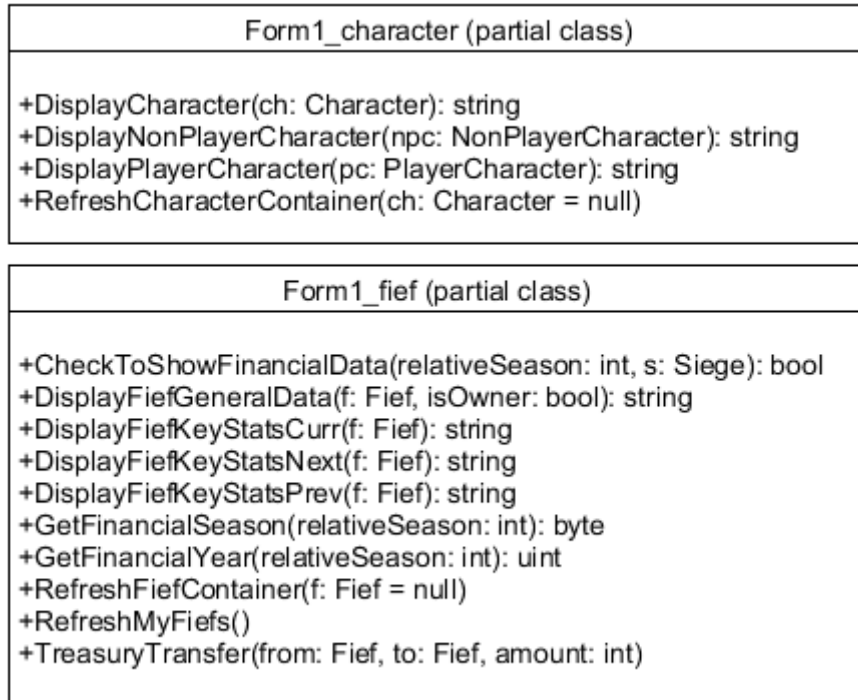 Form1_character (partial class)
+DisplayCharacter(ch: Character): string
+DisplayNonPlayerCharacter(npc: NonPlayerCharacter): string
+DisplayPlayerCharacter(pc: PlayerCharacter): string
+RefreshCharacterContainer(ch: Character = null)
Form1_fief (partial class)
+CheckToShowFinancialData(relativeSeason: int, s: Siege): bool
+DisplayFiefGeneralData(f: Fief, isOwner: bool): string
+DisplayFiefKeyStatsCurr(f: Fief): string
+DisplayFiefKeyStatsNext(f: Fief): string
+DisplayFiefKeyStatsPrev(f: Fief): string
+GetFinancialSeason(relativeSeason: int): byte
+GetFinancialYear(relativeSeason: int): uint
+RefreshFiefContainer(f: Fief = null)
+RefreshMyFiefs()
+TreasuryTransfer(from: Fief, to: Fief, amount: int)